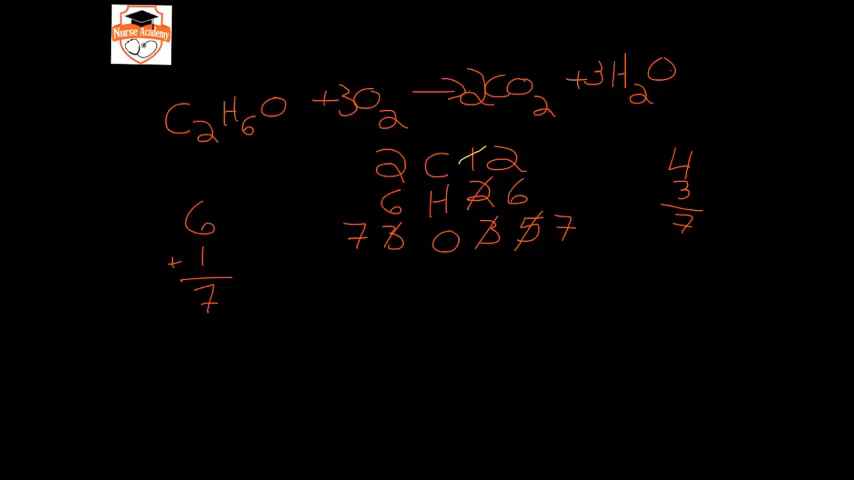 Nurse Academy
C₂H₆O + 3O₂ → 2CO₂ + 3H₂O
2 C 1 2
6 H 2 6
7 3 O 3 5 7
6
+ 1
7
4
3
7